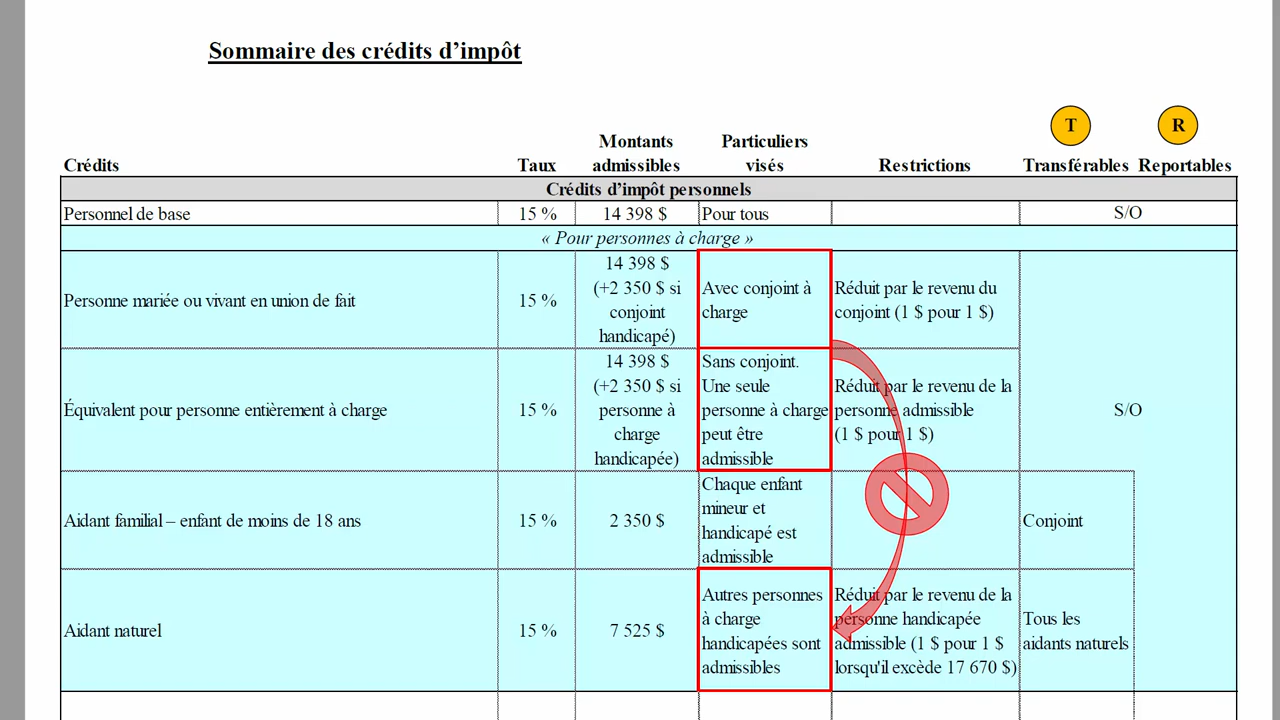 Sommaire des crédits d’impôt
T
R
Montants
Particuliers
Crédits
Taux
admissibles
visés
Restrictions
Transférables
Reportables
Crédits d’impôt personnels
Personnel de base
15 %
14 398 $
Pour tous
S/O
« Pour personnes à charge »
Personne mariée ou vivant en union de fait
15 %
14 398 $
(+2 350 $ si
conjoint
handicapé)
Avec conjoint à
charge
Réduit par le revenu du
conjoint (1 $ pour 1 $)
Équivalent pour personne entièrement à charge
15 %
14 398 $
(+2 350 $ si
personne à
charge
handicapée)
Sans conjoint.
Une seule
personne à charge
peut être
admissible
Réduit par le revenu de la
personne admissible
(1 $ pour 1 $)
S/O
Aidant familial – enfant de moins de 18 ans
15 %
2 350 $
Chaque enfant
mineur et
handicapé est
admissible
Conjoint
Aidant naturel
15 %
7 525 $
Autres personnes
à charge
handicapées sont
admissibles
Réduit par le revenu de la
personne handicapée
admissible (1 $ pour 1 $
lorsqu'il excède 17 670 $)
Tous les
aidants naturels